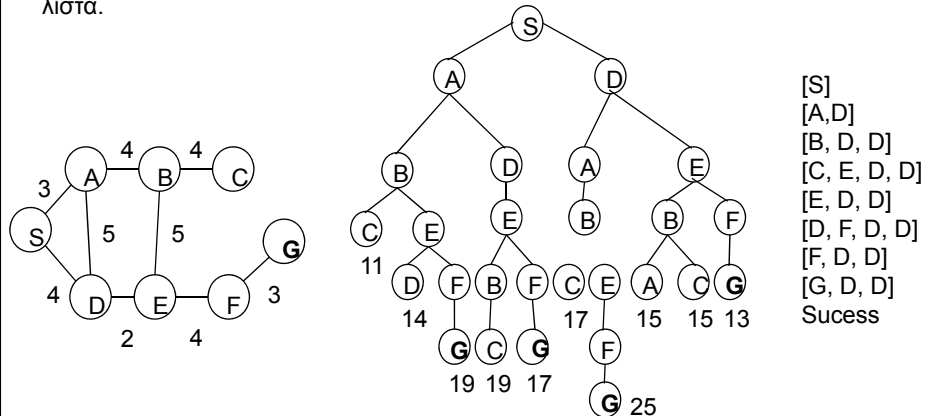 λίστα.
S
A D
B D A E
C E E B B F
11
D F B F C E A C G
14 17 15 15 13
G C G F
19 19 17
G 25
4 4
A B C
3
S 5 5 G
4 D E F 3
2 4
[S]
[A,D]
[B, D, D]
[C, E, D, D]
[E, D, D]
[D, F, D, D]
[F, D, D]
[G, D, D]
Sucess